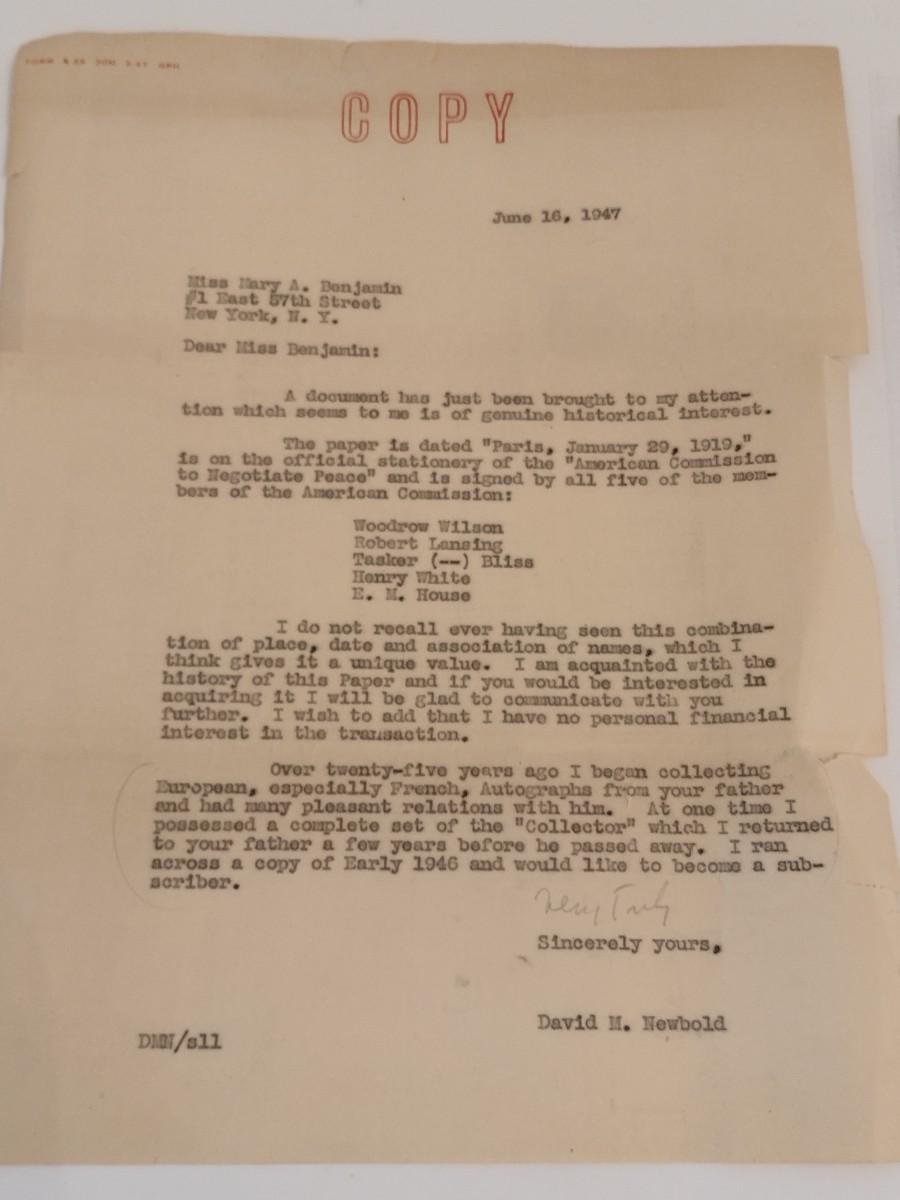 COPY
June 16, 1947
Miss Mary A. Benjamin
#1 East 57th Street
New York, N. Y.
Dear Miss Benjamin:
A document has just been brought to my atten-
tion which seems to me is of genuine historical interest.
The paper is dated "Paris, January 29, 1919,"
is on the official stationery of the "American Commission
to Negotiate Peace" and is signed by all five of the mem-
bers of the American Commission:
Woodrow Wilson
Robert Lansing
Tasker (--) Bliss
Henry White
E. M. House
I do not recall ever having seen this combina-
tion of place, date and association of names, which I
think gives it a unique value. I am acquainted with the
history of this Paper and if you would be interested in
acquiring it I will be glad to communicate with you
further. I wish to add that I have no personal financial
interest in the transaction.
Over twenty-five years ago I began collecting
European, especially French, Autographs from your father
and had many pleasant relations with him. At one time I
possessed a complete set of the "Collector" which I returned
to your father a few years before he passed away. I ran
across a copy of Early 1946 and would like to become a sub-
scriber.
Very Truly
Sincerely yours,
David M. Newbold
DMN/sll